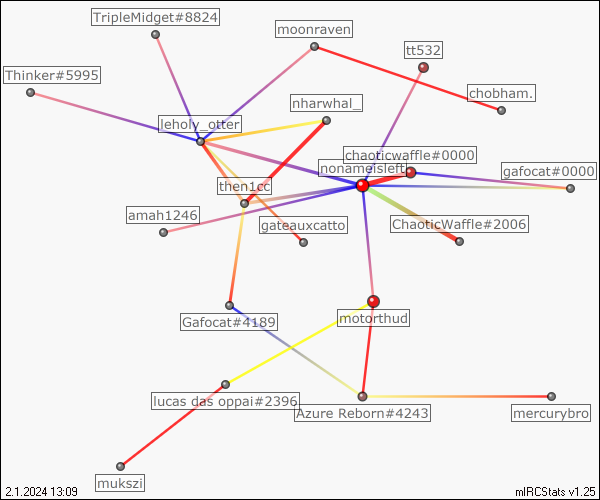 TripleMidget#8824
moonraven
tt532
Thinker#5995
chobham.
nharwhal_
leholy_otter
chaoticwaffle#0000
nonameisleft
gafocat#0000
then1cc
amah1246
gateauxcatto
ChaoticWaffle#2006
Gafocat#4189
motorthud
lucas das oppai#2396
Azure Reborn#4243
mercurybro
mukszi
2.1.2024 13:09
mIRCStats v1.25